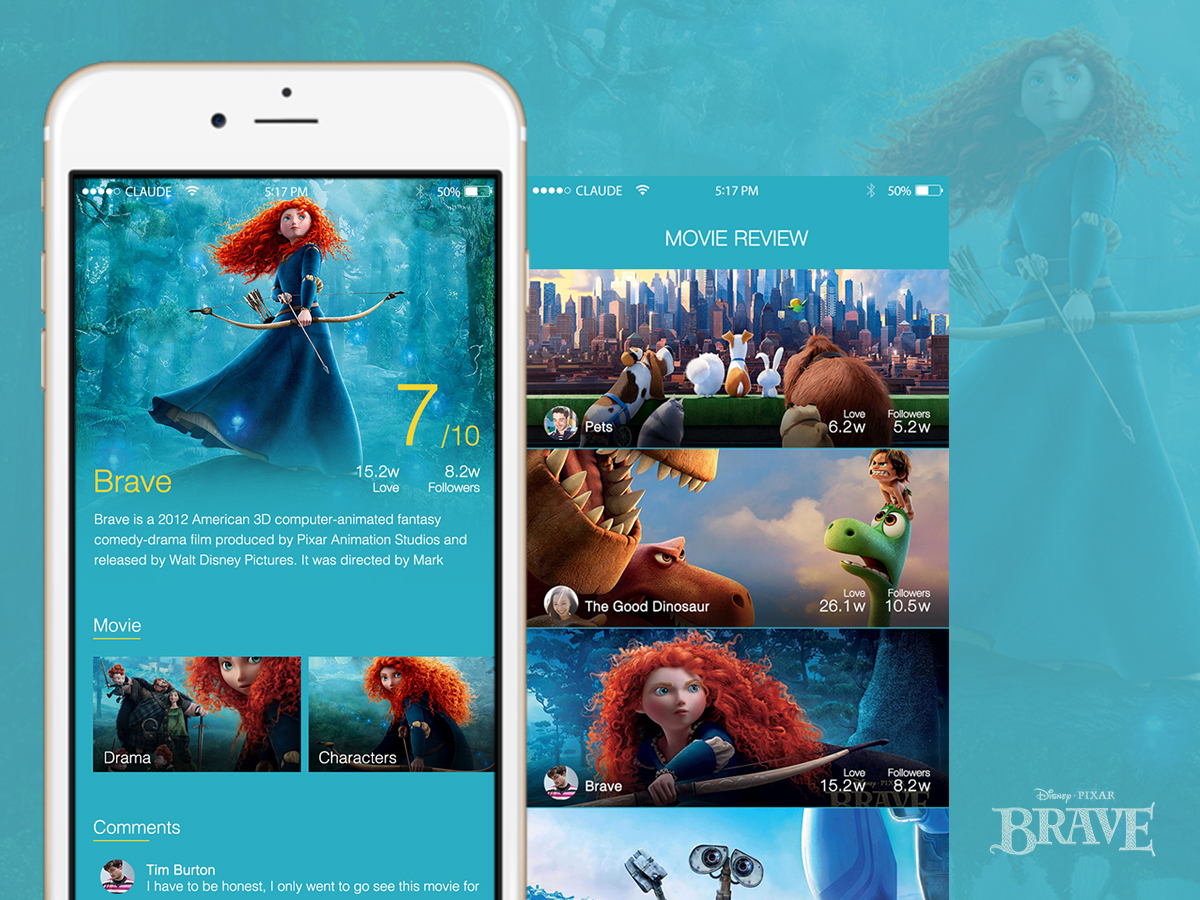 CLAUDE
5:17 PM
50%
7 /10
Brave
15.2w
Love
8.2w
Followers
Brave is a 2012 American 3D computer-animated fantasy
comedy-drama film produced by Pixar Animation Studios and
released by Walt Disney Pictures. It was directed by Mark
Movie
Drama
Characters
Comments
Tim Burton
I have to be honest, I only went to go see this movie for
CLAUDE
5:17 PM
50%
MOVIE REVIEW
Pets
Love
6.2w
Followers
5.2w
The Good Dinosaur
Love
26.1w
Followers
10.5w
Brave
Love
15.2w
Followers
8.2w
DISNEY · PIXAR
BRAVE
Disney · PIXAR
BRAVE